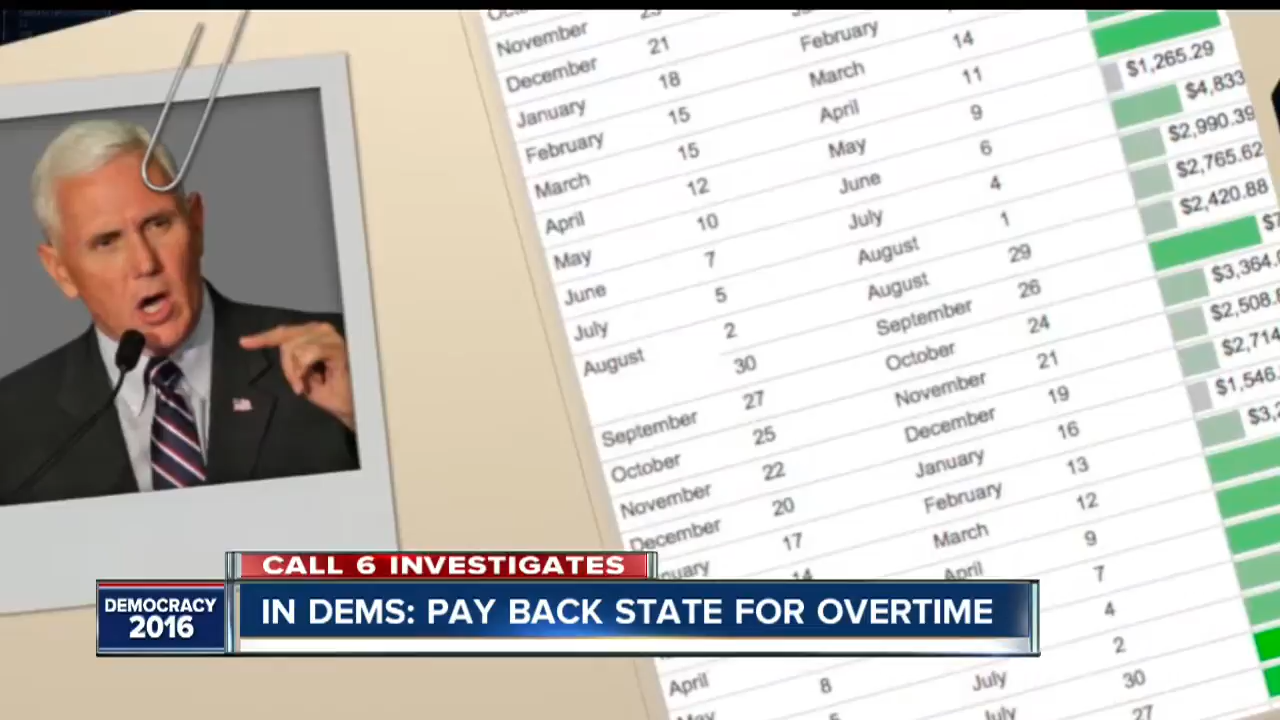 November
December 21
January 18 February
February 15 March 14
March 15 April 11
April 12 May 9 $1,265.29
May 10 June 6 $4,833
June 7 July 4 $2,990.39
July 5 August 1 $2,765.62
August 2 August 29 $2,420.88
30 September 26
September 27 October 24 $3,364.
October 25 November 21 $2,508.
November 22 December 19 $2,714
December 20 January 16 $1,546.
17 February 13
14 March 12
April 9
7
4
2
April 8 July 30
July 27
CALL 6 INVESTIGATES
DEMOCRACY
2016
IN DEMS: PAY BACK STATE FOR OVERTIME